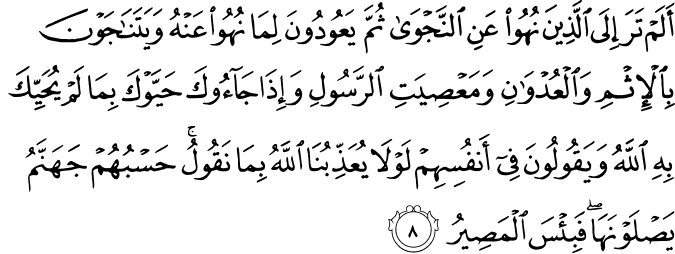 أَلَمْ تَرَ إِلَى ٱلَّذِينَ نُهُوا۟ عَنِ ٱلنَّجْوَىٰ ثُمَّ يَعُودُونَ لِمَا نُهُوا۟ عَنْهُ وَيَتَنَـٰجَوْنَ
بِٱلْإِثْمِ وَٱلْعُدْوَٰنِ وَمَعْصِيَتِ ٱلرَّسُولِ وَإِذَا جَآءُوكَ حَيَّوْكَ بِمَا لَمْ يُحَيِّكَ
بِهِ ٱللَّهُ وَيَقُولُونَ فِىٓ أَنفُسِهِمْ لَوْلَا يُعَذِّبُنَا ٱللَّهُ بِمَا نَقُولُ ۚ حَسْبُهُمْ جَهَنَّمُ
يَصْلَوْنَهَا ۖ فَبِئْسَ ٱلْمَصِيرُ ٨